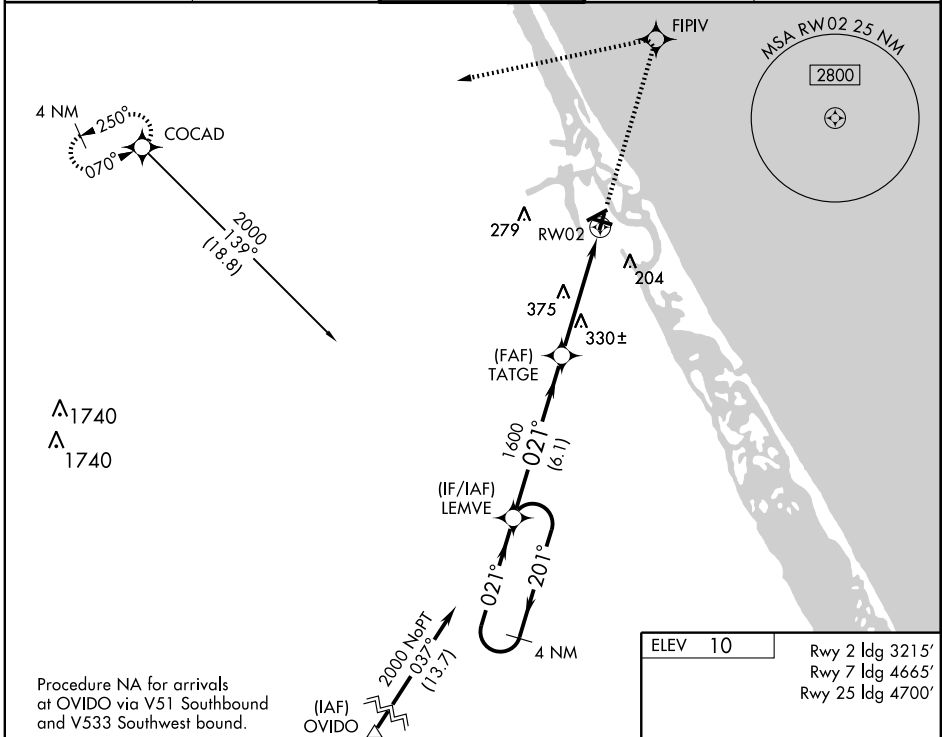 FIPIV
MSA RW02 25 NM
2800
4 NM
250°
070°
COCAD
2000
139°
(18.8)
279
RW02
204
375
330±
(FAF)
TATGE
1740
1740
1600
021°
(6.1)
(IF/IAF)
LEMVE
021°
201°
4 NM
2000 NoPT
037°
(13.7)
(IAF)
OVIDO
Procedure NA for arrivals
at OVIDO via V51 Southbound
and V533 Southwest bound.
ELEV 10
Rwy 2 ldg 3215'
Rwy 7 ldg 4665'
Rwy 25 ldg 4700'